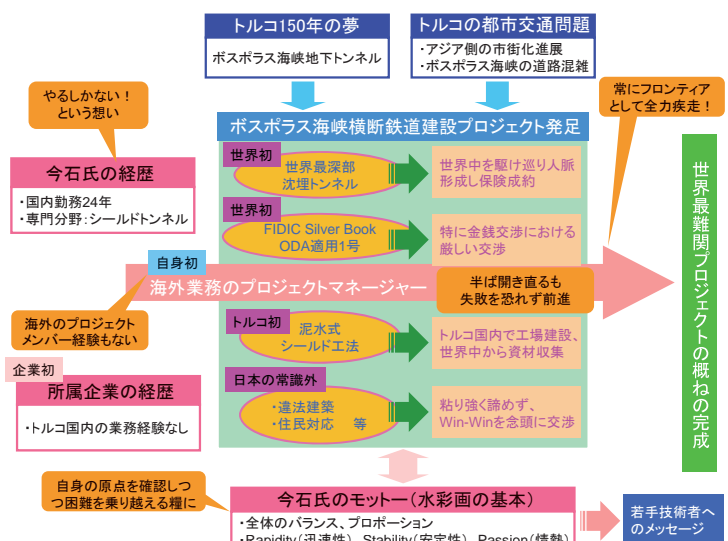 トルコ150年の夢
ボスポラス海峡地下トンネル
トルコの都市交通問題
・アジア側の市街化進展
・ボスポラス海峡の道路混雑
やるしかない！
という想い
常にフロンティア
として全力疾走！
ボスポラス海峡横断鉄道建設プロジェクト発足
今石氏の経歴
・国内勤務24年
・専門分野：シールドトンネル
世界初
世界最深部
沈埋トンネル
世界中を駆け巡り人脈
形成し保険成約
世界初
FIDIC Silver Book
ODA適用1号
特に金銭交渉における
厳しい交渉
自身初
海外業務のプロジェクトマネージャー
半ば開き直るも
失敗を恐れず前進
海外のプロジェクト
メンバー経験もない
トルコ初
泥水式
シールド工法
トルコ国内で工場建設、
世界中から資材収集
企業初
所属企業の経歴
・トルコ国内の業務経験なし
日本の常識外
・違法建築
・住民対応　等
粘り強く諦めず、
Win-Winを念頭に交渉
世界最難関プロジェクトの概ねの完成
自身の原点を確認しつ
つ困難を乗り越える糧に
今石氏のモットー（水彩画の基本）
・全体のバランス、プロポーション
・Rapidity（迅速性）、Stability（安定性）、Passion（情熱）
若手技術者へ
のメッセージ